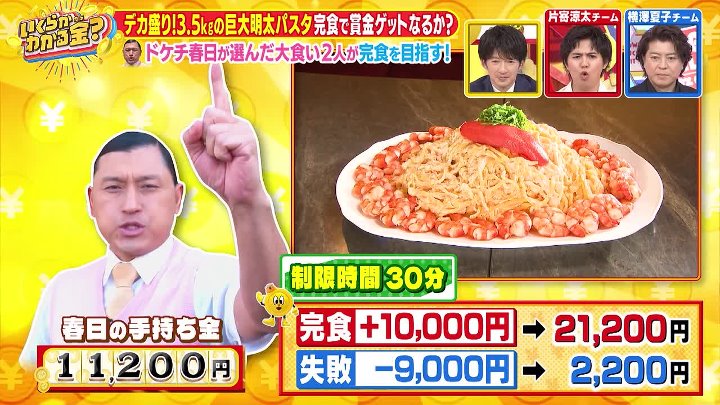 いくらかわかる金?
デカ盛り!3.5kgの巨大明太パスタ完食で賞金ゲットなるか?
ドケチ春日が選んだ大食い2人が完食を目指す!
片寄涼太チーム
横澤夏子チーム
制限時間 30分
春日の手持ち金
11,200円
完食 +10,000円 → 21,200円
失敗 -9,000円 → 2,200円